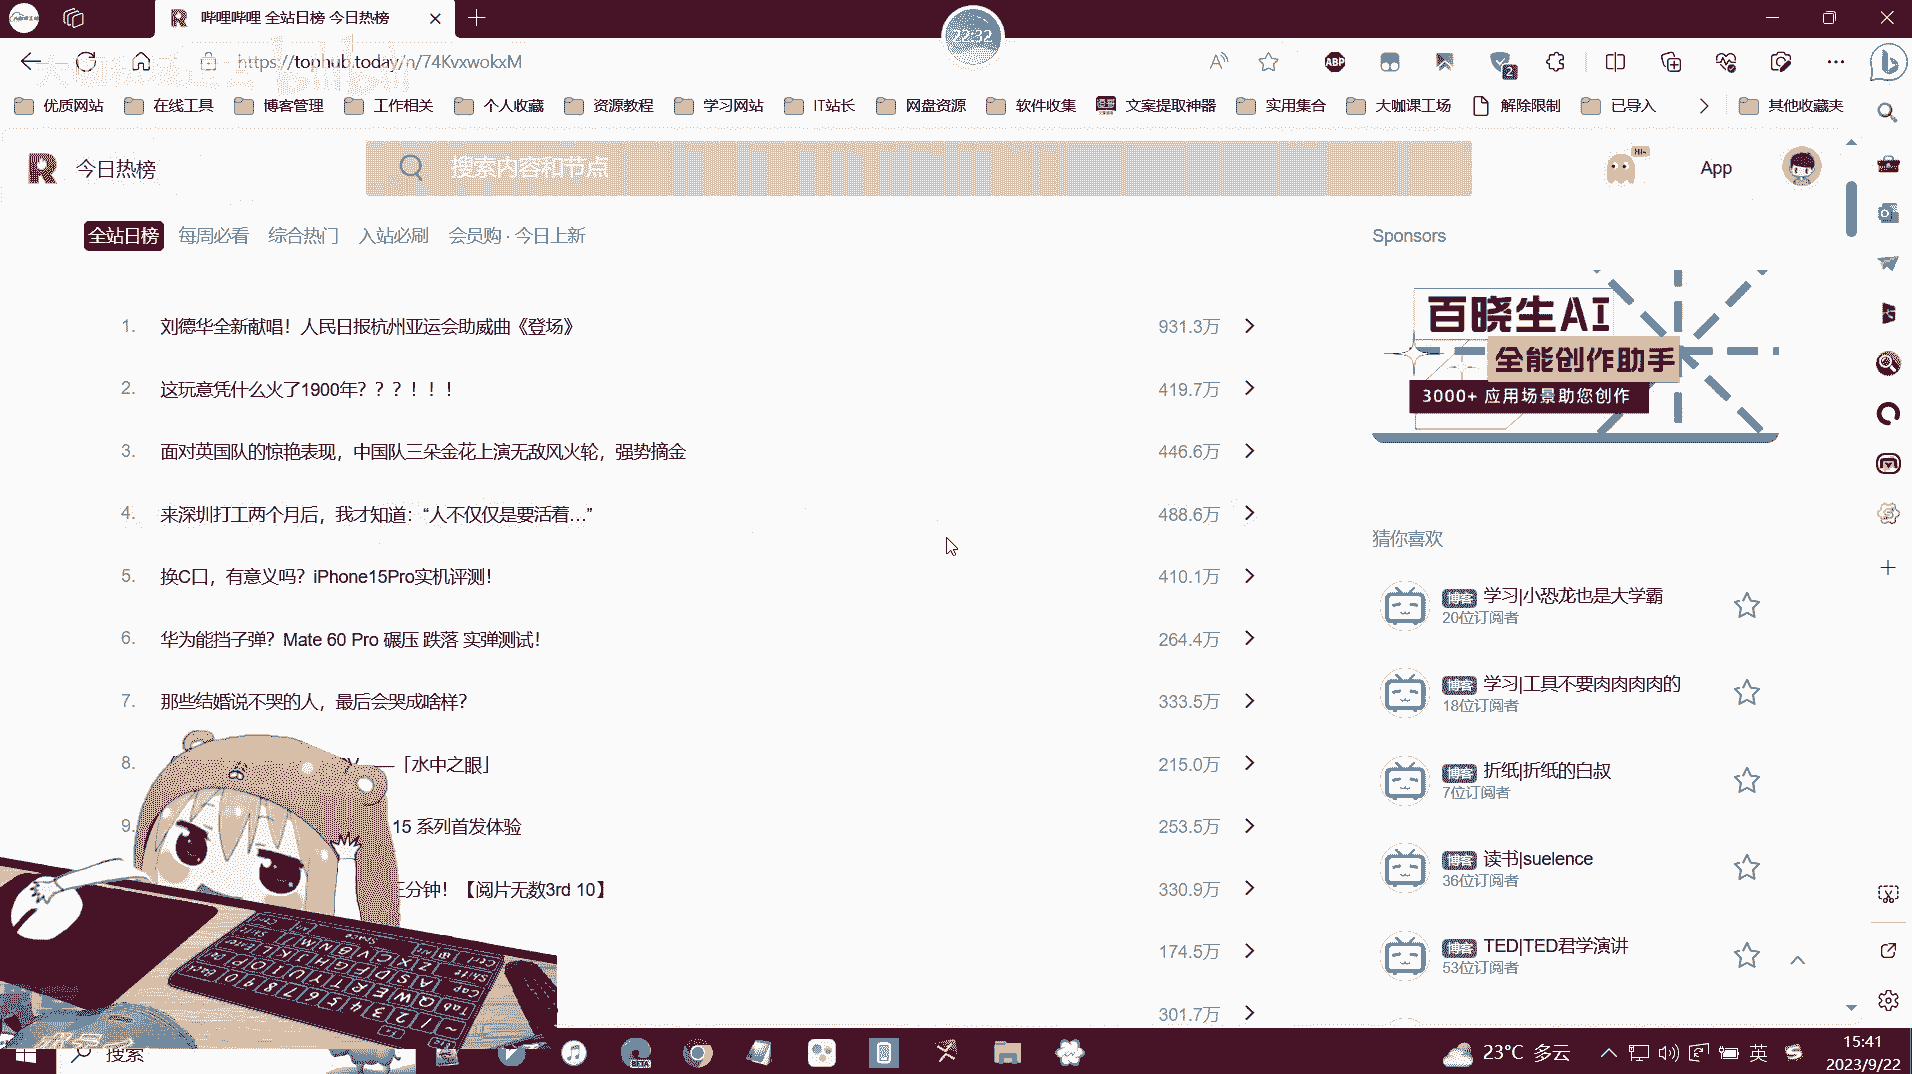 哔哩哔哩 全站日榜 今日热榜
22:32
https://tophub.today/n/74KvxwokxM
ABP
2
优质网站 在线工具 博客管理 工作相关 个人收藏 资源教程 学习网站 IT站长 网盘资源 软件收集 文案提取神器 实用集合 大咖课工场 解除限制 已导入 其他收藏夹
今日热榜
搜索内容和节点
App
全站日榜 每周必看 综合热门 入站必刷 会员购 · 今日上新
Sponsors
1. 刘德华全新献唱！人民日报杭州亚运会助威曲《登场》 931.3万
2. 这玩意凭什么火了1900年？？？！！！ 419.7万
3. 面对英国队的惊艳表现，中国队三朵金花上演无敌风火轮，强势摘金 446.6万
4. 来深圳打工两个月后，我才知道：“人不仅仅是要活着...” 488.6万
5. 换C口，有意义吗？iPhone15Pro实机评测！ 410.1万
6. 华为能挡子弹？Mate 60 Pro 碾压 跌落 实弹测试！ 264.4万
7. 那些结婚说不哭的人，最后会哭成啥样？ 333.5万
8. ——「水中之眼」 215.0万
9. 15 系列首发体验 253.5万
三分钟！【阅片无数3rd 10】 330.9万
174.5万
301.7万
百晓生AI
全能创作助手
3000+ 应用场景助您创作
猜你喜欢
博客 学习|小恐龙也是大学霸
20位订阅者
博客 学习|工具不要肉肉肉肉的
18位订阅者
博客 折纸|折纸的白叔
7位订阅者
博客 读书|suelence
36位订阅者
博客 TED|TED君学演讲
53位订阅者
搜索
BETA
23°C 多云
英
15:41
2023/9/22